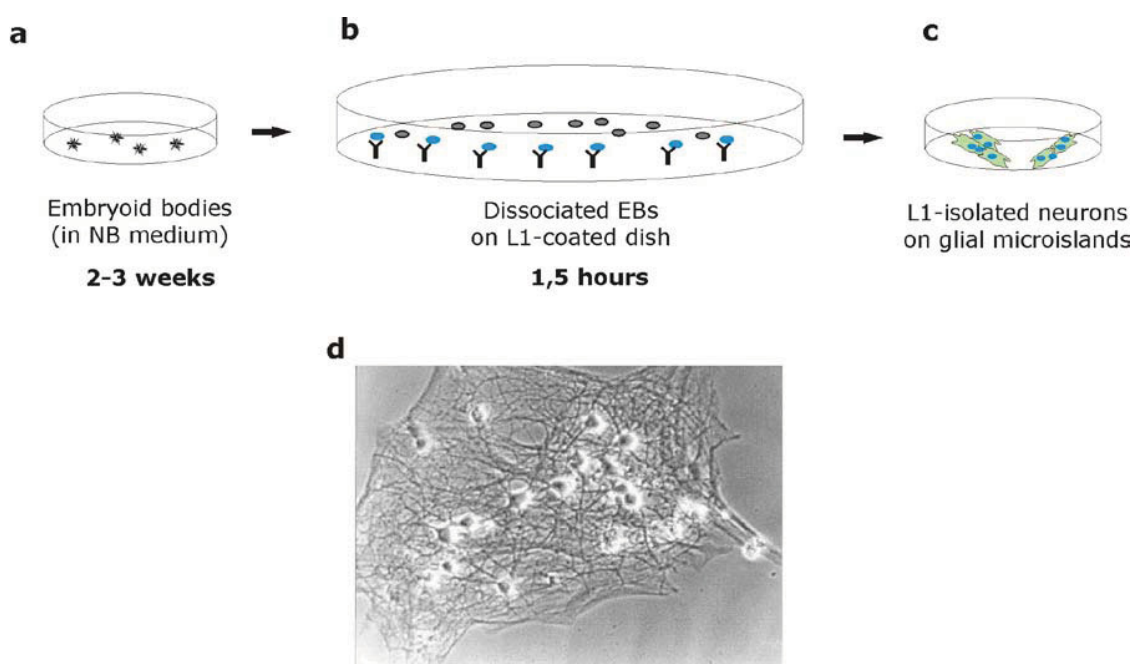 a
b
c
Embryoid bodies
(in NB medium)
2-3 weeks
Dissociated EBs
on L1-coated dish
1,5 hours
L1-isolated neurons
on glial microislands
d